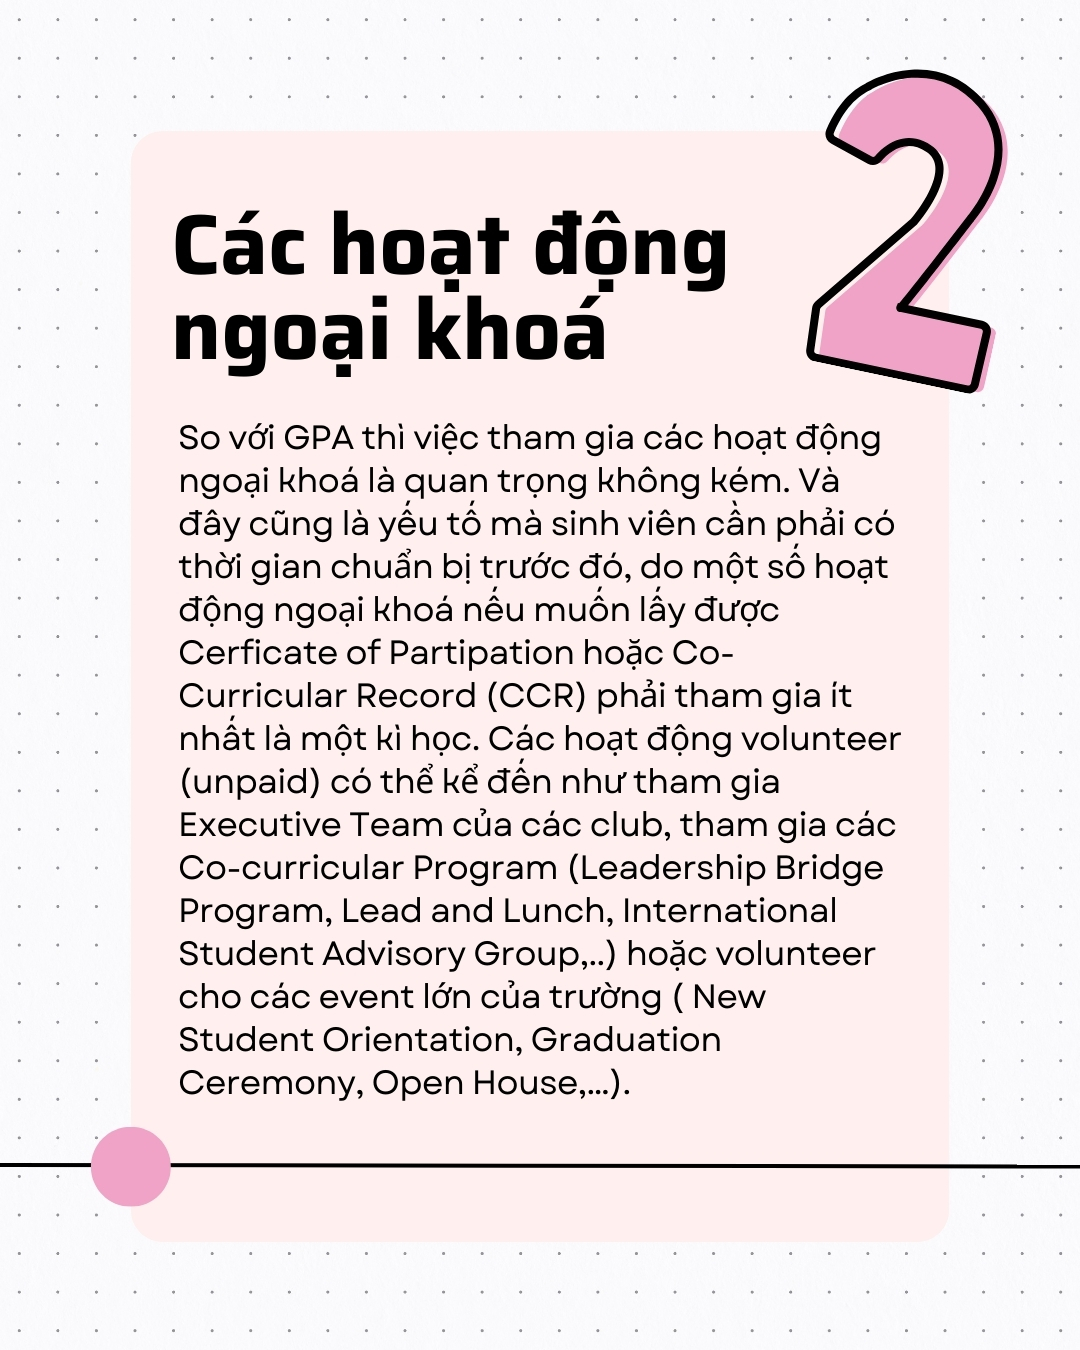 2
Các hoạt động
ngoại khoá
So với GPA thì việc tham gia các hoạt động
ngoại khoá là quan trọng không kém. Và
đây cũng là yếu tố mà sinh viên cần phải có
thời gian chuẩn bị trước đó, do một số hoạt
động ngoại khoá nếu muốn lấy được
Cerficate of Partipation hoặc Co-
Curricular Record (CCR) phải tham gia ít
nhất là một kì học. Các hoạt động volunteer
(unpaid) có thể kể đến như tham gia
Executive Team của các club, tham gia các
Co-curricular Program (Leadership Bridge
Program, Lead and Lunch, International
Student Advisory Group,..) hoặc volunteer
cho các event lớn của trường ( New
Student Orientation, Graduation
Ceremony, Open House,...).